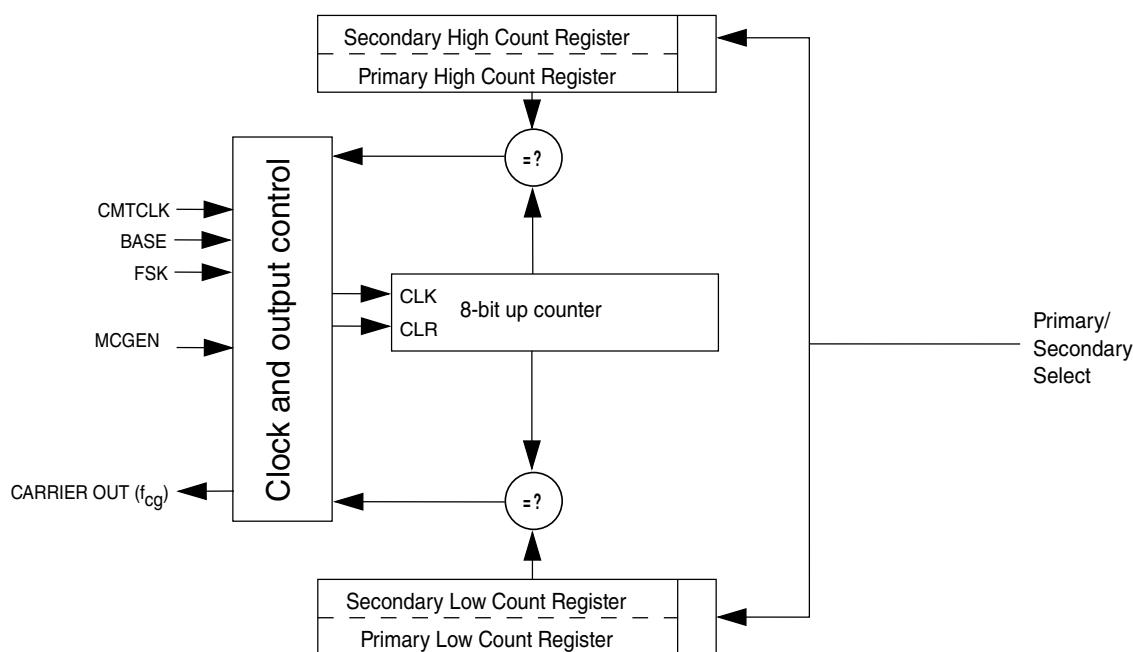 Secondary High Count Register
Primary High Count Register
=?
Clock and output control
CMTCLK
BASE
FSK
MCGEN
CLK
CLR
8-bit up counter
Primary/
Secondary
Select
CARRIER OUT (fcg)
=?
Secondary Low Count Register
Primary Low Count Register